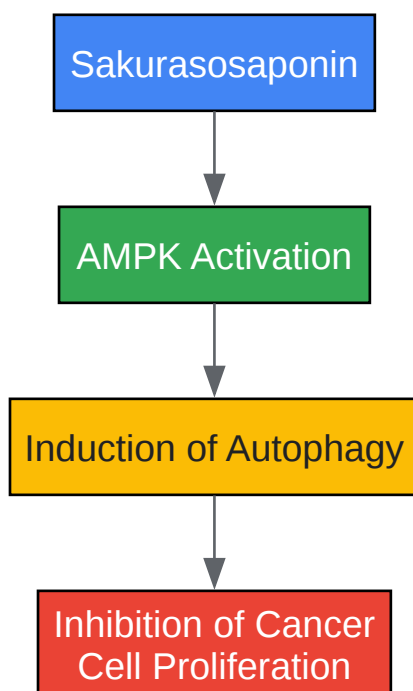 Sakurasosaponin
AMPK Activation
Induction of Autophagy
Inhibition of Cancer
Cell Proliferation